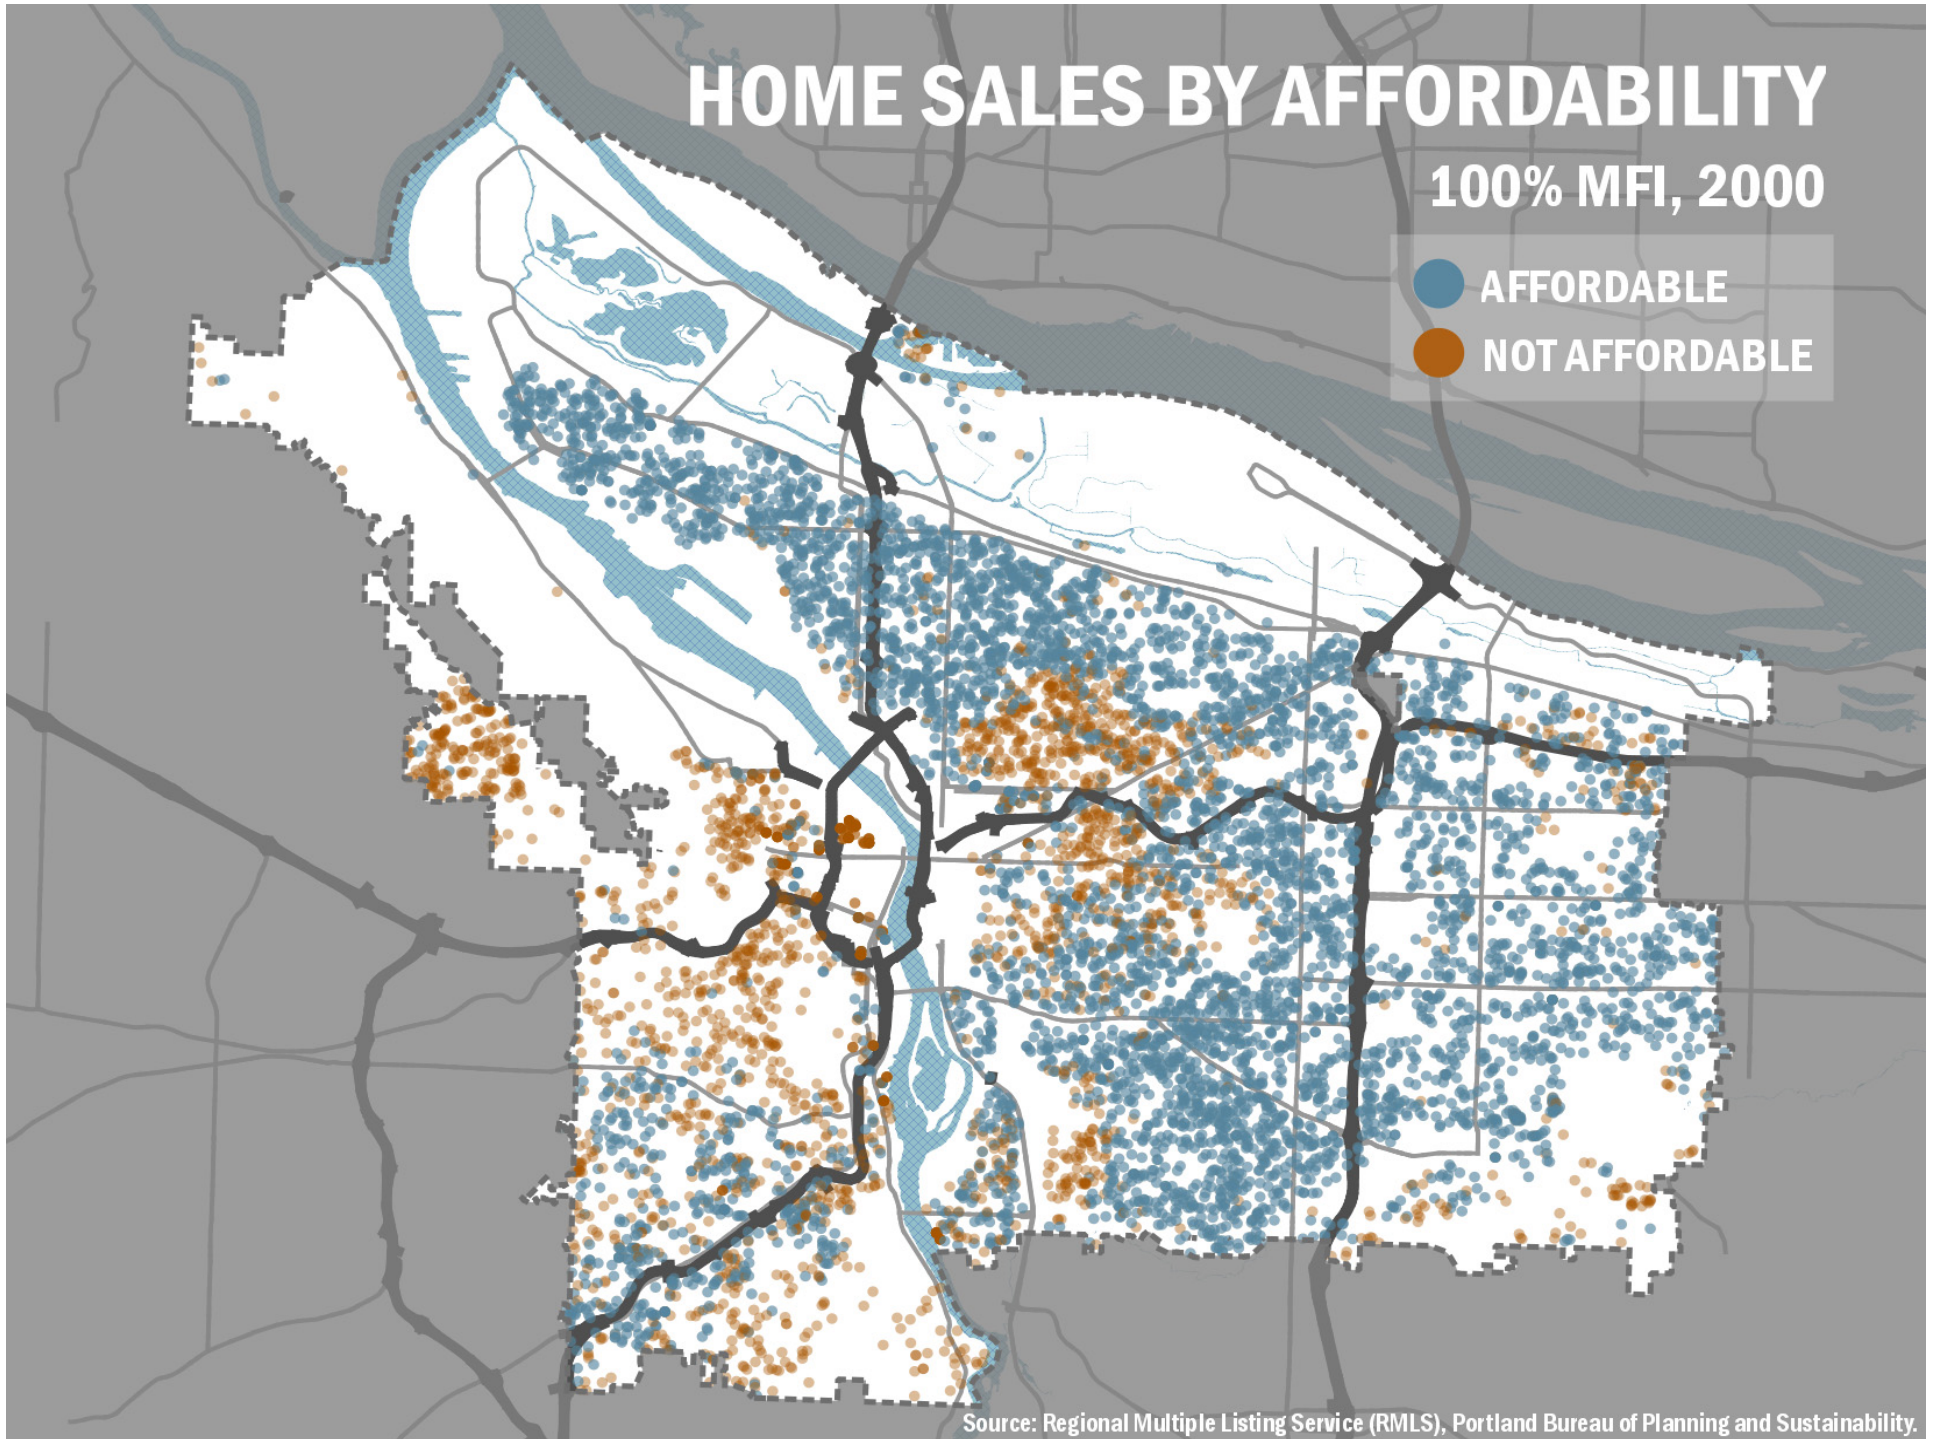 HOME SALES BY AFFORDABILITY
100% MFI, 2000
AFFORDABLE
NOT AFFORDABLE
Source: Regional Multiple Listing Service (RMLS), Portland Bureau of Planning and Sustainability.